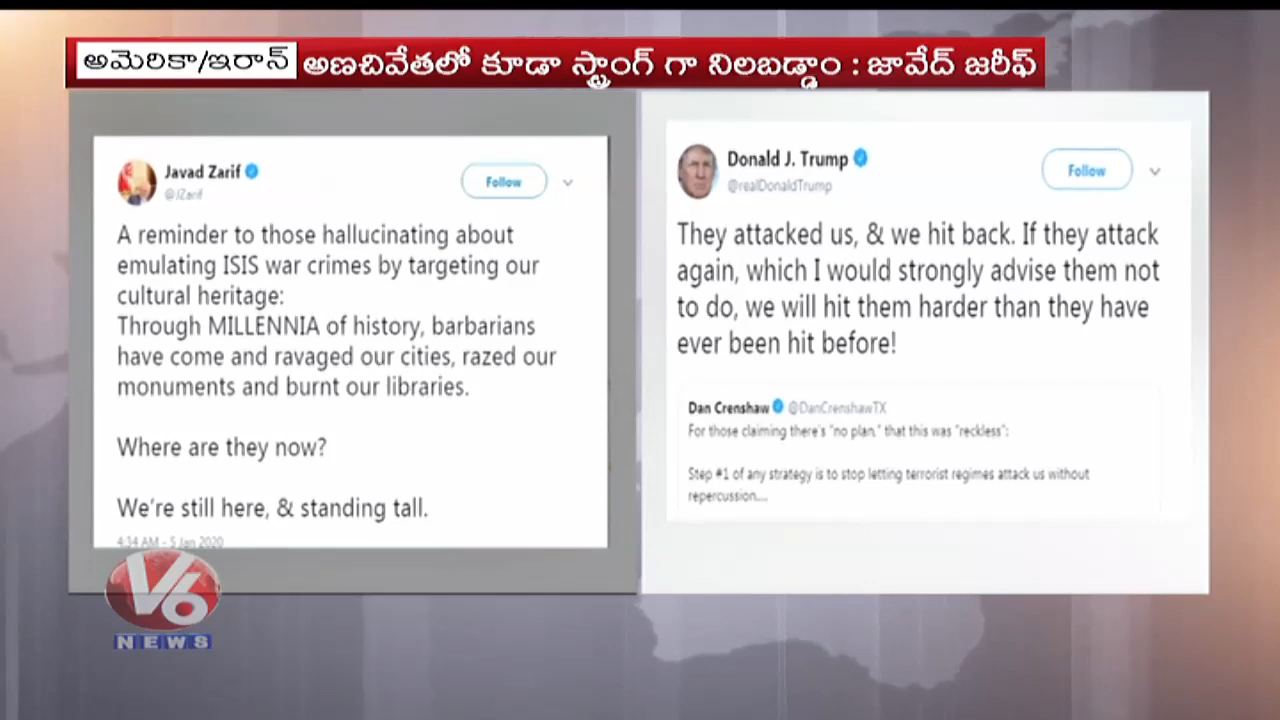 అమెరికా/ఇరాన్ అణచివేతలో కూడా స్ట్రాంగ్ గా నిలబడ్డాం : జావేద్ జరీఫ్
Javad Zarif
@JZarif
Follow
A reminder to those hallucinating about
emulating ISIS war crimes by targeting our
cultural heritage:
Through MILLENNIA of history, barbarians
have come and ravaged our cities, razed our
monuments and burnt our libraries.
Where are they now?
We're still here, & standing tall.
4:34 AM - 5 Jan 2020
Donald J. Trump
@realDonaldTrump
Follow
They attacked us, & we hit back. If they attack
again, which I would strongly advise them not
to do, we will hit them harder than they have
ever been hit before!
Dan Crenshaw @DanCrenshawTX
For those claiming there's "no plan," that this was "reckless":
Step #1 of any strategy is to stop letting terrorist regimes attack us without
repercussion....
V6
NEWS